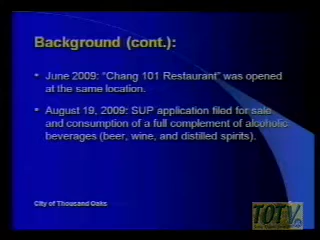 Background (cont.):
• June 2009: “Chang 101 Restaurant” was opened
at the same location.
• August 19, 2009: SUP application filed for sale
and consumption of a full complement of alcoholic
beverages (beer, wine, and distilled spirits).
City of Thousand Oaks
TOTV